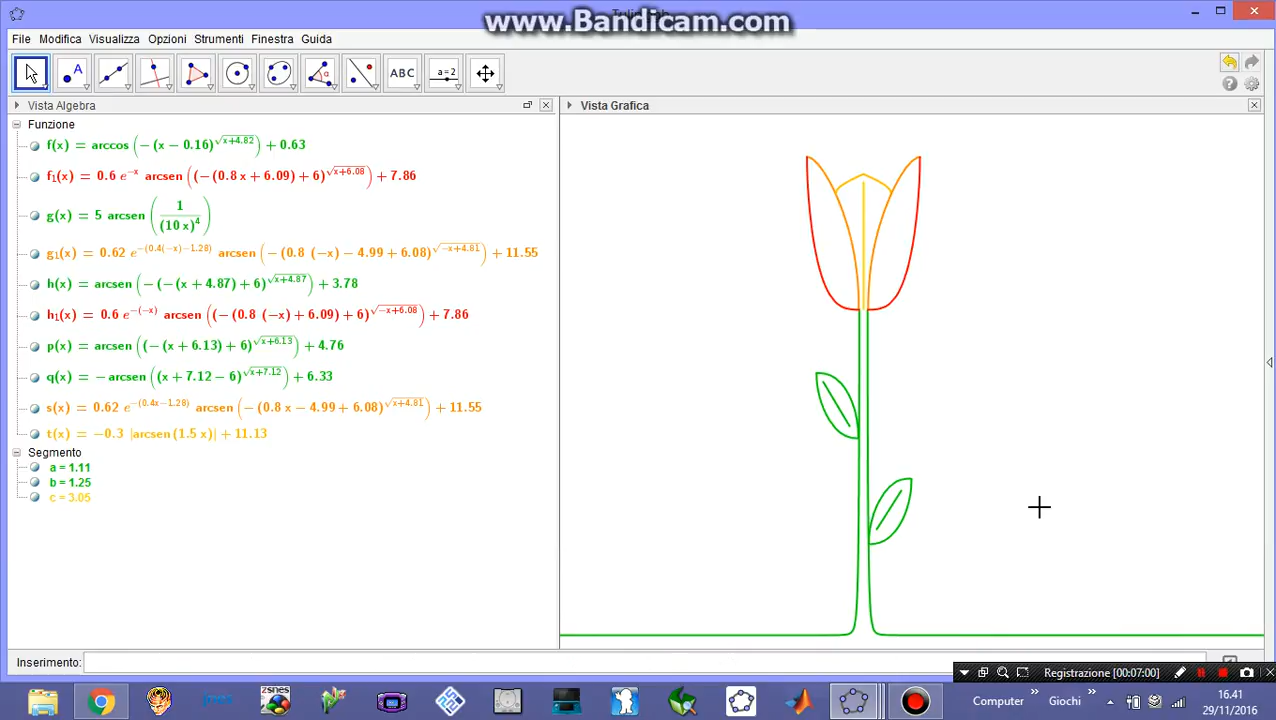 www.Bandicam.com
File Modifica Visualizza Opzioni Strumenti Finestra Guida
A α ABC a=2
Vista Algebra
Vista Grafica
Funzione
f(x) = arccos (−(x − 0.16)^√(x+4.82)) + 0.63
f₁(x) = 0.6 e^(−x) arcsen ((−(0.8 x + 6.09) + 6)^√(x+6.08)) + 7.86
g(x) = 5 arcsen (1 / (10 x)⁴)
g₁(x) = 0.62 e^(−(0.4(−x)−1.28)) arcsen (−(0.8 (−x) − 4.99 + 6.08)^√(−x+4.81)) + 11.55
h(x) = arcsen (−(−(x + 4.87) + 6)^√(x+4.87)) + 3.78
h₁(x) = 0.6 e^(−(−x)) arcsen ((−(0.8 (−x) + 6.09) + 6)^√(−x+6.08)) + 7.86
p(x) = arcsen ((−(x + 6.13) + 6)^√(x+6.13)) + 4.76
q(x) = −arcsen ((x + 7.12 − 6)^√(x+7.12)) + 6.33
s(x) = 0.62 e^(−(0.4x−1.28)) arcsen (−(0.8 x − 4.99 + 6.08)^√(x+4.81)) + 11.55
t(x) = −0.3 |arcsen (1.5 x)| + 11.13
Segmento
a = 1.11
b = 1.25
c = 3.05
Inserimento:
Registrazione [00:07:00]
jnes
zsnes
Computer » Giochi »
16.41
29/11/2016